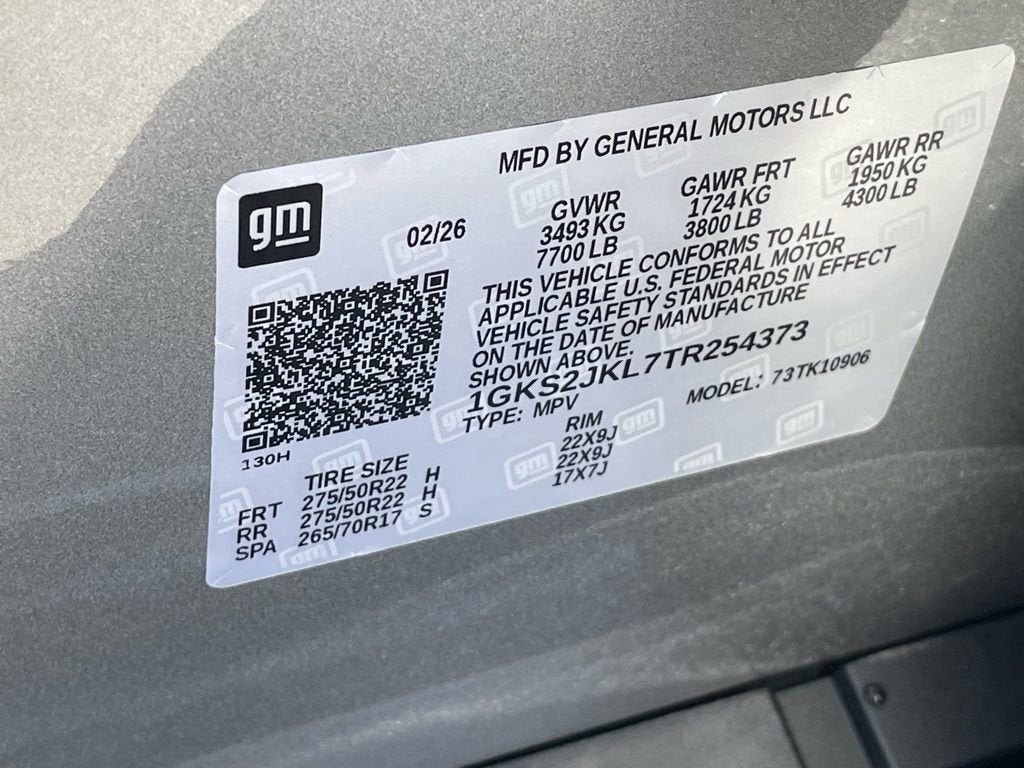 gm
MFD BY GENERAL MOTORS LLC
02/26
GVWR GAWR FRT GAWR RR
3493 KG 1724 KG 1950 KG
7700 LB 3800 LB 4300 LB
THIS VEHICLE CONFORMS TO ALL
APPLICABLE U.S. FEDERAL MOTOR
VEHICLE SAFETY STANDARDS IN EFFECT
ON THE DATE OF MANUFACTURE
SHOWN ABOVE.
1GKS2JKL7TR254373
TYPE: MPV MODEL: 73TK10906
130H
TIRE SIZE RIM
FRT 275/50R22 H 22X9J
RR 275/50R22 H 22X9J
SPA 265/70R17 S 17X7J